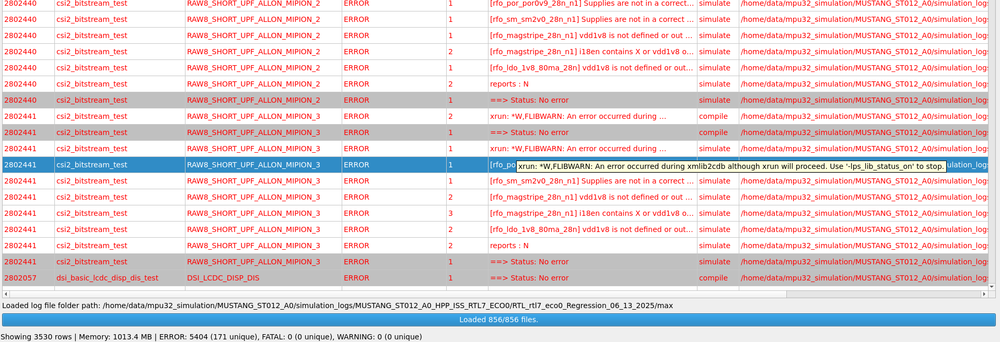 2802440 csi2_bitstream_test RAW8_SHORT_UPF_ALLON_MIPION_2 ERROR 1 [rfo_por_por0v9_28n_n1] Supplies are not in a correct... simulate /home/data/mpu32_simulation/MUSTANG_ST012_A0/simulation_logs
2802440 csi2_bitstream_test RAW8_SHORT_UPF_ALLON_MIPION_2 ERROR 1 [rfo_sm_sm2v0_28n_n1] Supplies are not in a correct ... simulate /home/data/mpu32_simulation/MUSTANG_ST012_A0/simulation_logs
2802440 csi2_bitstream_test RAW8_SHORT_UPF_ALLON_MIPION_2 ERROR 1 [rfo_magstripe_28n_n1] vdd1v8 is not defined or out ... simulate /home/data/mpu32_simulation/MUSTANG_ST012_A0/simulation_logs
2802440 csi2_bitstream_test RAW8_SHORT_UPF_ALLON_MIPION_2 ERROR 2 [rfo_magstripe_28n_n1] i18en contains X or vdd1v8 o... simulate /home/data/mpu32_simulation/MUSTANG_ST012_A0/simulation_logs
2802440 csi2_bitstream_test RAW8_SHORT_UPF_ALLON_MIPION_2 ERROR 1 [rfo_ldo_1v8_80ma_28n] vdd1v8 is not defined or out... simulate /home/data/mpu32_simulation/MUSTANG_ST012_A0/simulation_logs
2802440 csi2_bitstream_test RAW8_SHORT_UPF_ALLON_MIPION_2 ERROR 2 reports : N simulate /home/data/mpu32_simulation/MUSTANG_ST012_A0/simulation_logs
2802440 csi2_bitstream_test RAW8_SHORT_UPF_ALLON_MIPION_2 ERROR 1 ==> Status: No error simulate /home/data/mpu32_simulation/MUSTANG_ST012_A0/simulation_logs
2802441 csi2_bitstream_test RAW8_SHORT_UPF_ALLON_MIPION_3 ERROR 2 xrun: *W,FLIBWARN: An error occurred during ... compile /home/data/mpu32_simulation/MUSTANG_ST012_A0/simulation_logs
2802441 csi2_bitstream_test RAW8_SHORT_UPF_ALLON_MIPION_3 ERROR 1 ==> Status: No error compile /home/data/mpu32_simulation/MUSTANG_ST012_A0/simulation_logs
2802441 csi2_bitstream_test RAW8_SHORT_UPF_ALLON_MIPION_3 ERROR 1 xrun: *W,FLIBWARN: An error occurred during ... simulate /home/data/mpu32_simulation/MUSTANG_ST012_A0/simulation_logs
2802441 csi2_bitstream_test RAW8_SHORT_UPF_ALLON_MIPION_3 ERROR 1 [rfo_po xrun: *W,FLIBWARN: An error occurred during xmlib2cdb although xrun will proceed. Use '-lps_lib_status_on' to stop. ulation_logs
2802441 csi2_bitstream_test RAW8_SHORT_UPF_ALLON_MIPION_3 ERROR 1 [rfo_sm_sm2v0_28n_n1] Supplies are not in a correct ... simulate /home/data/mpu32_simulation/MUSTANG_ST012_A0/simulation_logs
2802441 csi2_bitstream_test RAW8_SHORT_UPF_ALLON_MIPION_3 ERROR 2 [rfo_magstripe_28n_n1] vdd1v8 is not defined or out ... simulate /home/data/mpu32_simulation/MUSTANG_ST012_A0/simulation_logs
2802441 csi2_bitstream_test RAW8_SHORT_UPF_ALLON_MIPION_3 ERROR 3 [rfo_magstripe_28n_n1] i18en contains X or vdd1v8 o... simulate /home/data/mpu32_simulation/MUSTANG_ST012_A0/simulation_logs
2802441 csi2_bitstream_test RAW8_SHORT_UPF_ALLON_MIPION_3 ERROR 2 [rfo_ldo_1v8_80ma_28n] vdd1v8 is not defined or out... simulate /home/data/mpu32_simulation/MUSTANG_ST012_A0/simulation_logs
2802441 csi2_bitstream_test RAW8_SHORT_UPF_ALLON_MIPION_3 ERROR 2 reports : N simulate /home/data/mpu32_simulation/MUSTANG_ST012_A0/simulation_logs
2802441 csi2_bitstream_test RAW8_SHORT_UPF_ALLON_MIPION_3 ERROR 1 ==> Status: No error simulate /home/data/mpu32_simulation/MUSTANG_ST012_A0/simulation_logs
2802057 dsi_basic_lcdc_disp_dis_test DSI_LCDC_DISP_DIS ERROR 1 ==> Status: No error compile /home/data/mpu32_simulation/MUSTANG_ST012_A0/simulation_logs
Loaded log file folder path: /home/data/mpu32_simulation/MUSTANG_ST012_A0/simulation_logs/MUSTANG_ST012_A0_HPP_ISS_RTL7_ECO0/RTL_rtl7_eco0_Regression_06_13_2025/max
Loaded 856/856 files.
Showing 3530 rows | Memory: 1013.4 MB | ERROR: 5404 (171 unique), FATAL: 0 (0 unique), WARNING: 0 (0 unique)